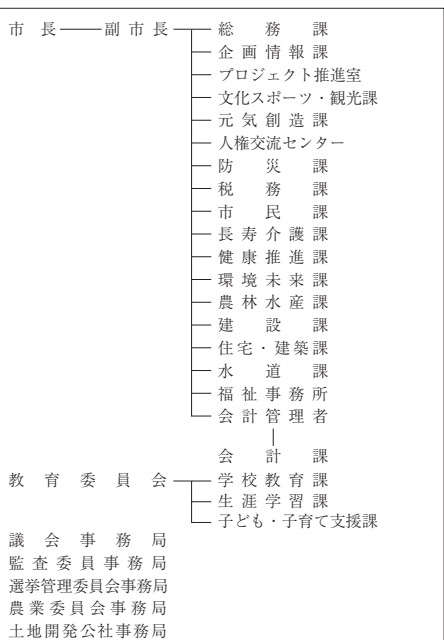 市長 副市長 総務課
企画情報課
プロジェクト推進室
文化スポーツ・観光課
元気創造課
人権交流センター
防災課
税務課
市民課
長寿介護課
健康推進課
環境未来課
農林水産課
建設課
住宅・建築課
水道課
福祉事務所
会計管理者
会計課
教育委員会 学校教育課
生涯学習課
子ども・子育て支援課
議会事務局
監査委員事務局
選挙管理委員会事務局
農業委員会事務局
土地開発公社事務局